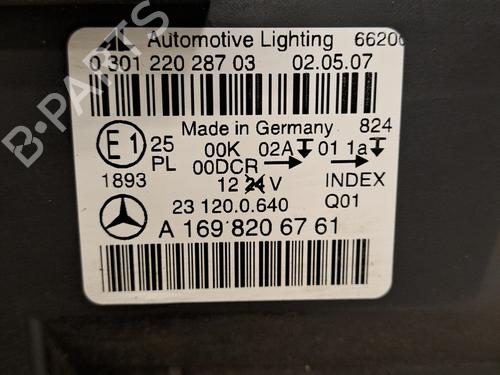 Automotive Lighting
0 301 220 287 03 02.05.07
Made in Germany 824
E1 25 00K 02A 01 1a
PL 00DCR
1893 12 24 V INDEX
23 120.0.640 Q01
A 169 820 67 61
B-PARTS